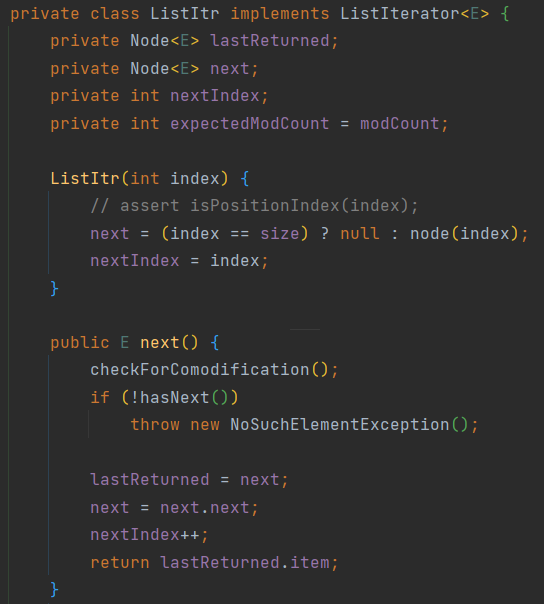 private class ListItr implements ListIterator<E> {
    private Node<E> lastReturned;
    private Node<E> next;
    private int nextIndex;
    private int expectedModCount = modCount;

    ListItr(int index) {
        // assert isPositionIndex(index);
        next = (index == size) ? null : node(index);
        nextIndex = index;
    }

    public E next() {
        checkForComodification();
        if (!hasNext())
            throw new NoSuchElementException();

        lastReturned = next;
        next = next.next;
        nextIndex++;
        return lastReturned.item;
    }